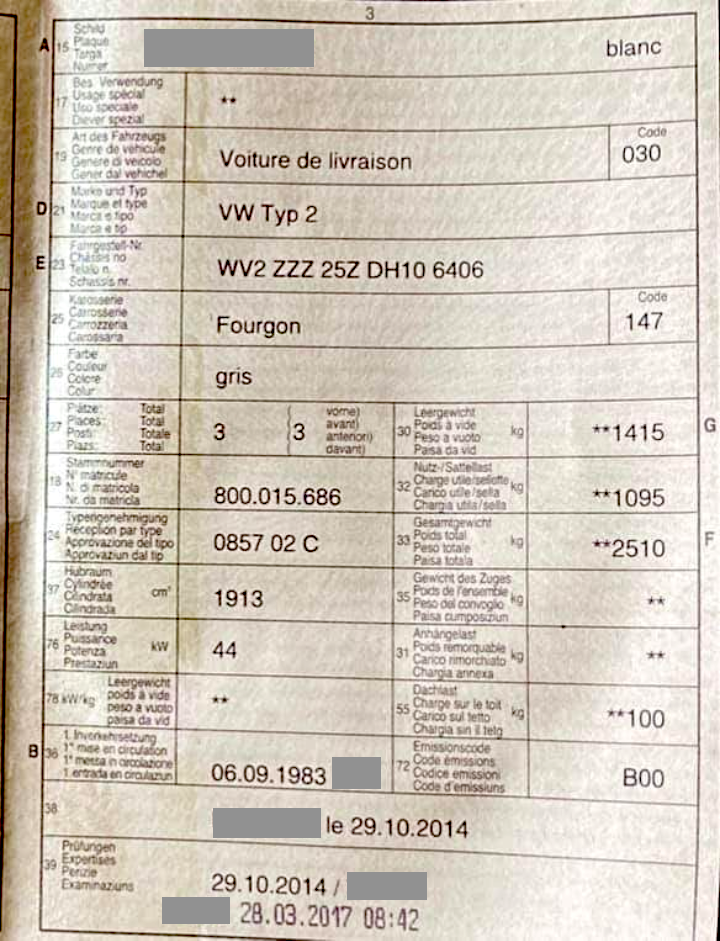 3
A 15 Schild
Plaque
Targa
Numer
blanc
17 Bes. Verwendung
Usage spécial
Uso speciale
Diever spezial
**
19 Art des Fahrzeugs
Genre de véhicule
Genere di veicolo
Gener dal vehichel
Voiture de livraison
Code
030
D 21 Marke und Typ
Marque et type
Marca e tipo
Marca e tip
VW Typ 2
E 23 Fahrgestell-Nr.
Châssis no
Telaio n.
Schassis nr.
WV2 ZZZ 25Z DH10 6406
25 Karosserie
Carrosserie
Carrozzeria
Carossaria
Fourgon
Code
147
26 Farbe
Couleur
Colore
Colur
gris
27 Plätze: Total
Places: Total
Posti: Totale
Plazs: Total
3
( vorne)
avant)
anteriori)
davant)
3
30 Leergewicht
Poids à vide
Peso a vuoto
Paisa da vid
kg
**1415
G
18 Stammnummer
N° matricule
N. di matricola
Nr. da matricla
800.015.686
32 Nutz-/Sattellast
Charge utile/sellette
Carico utile/sella
Chargia utila/sella
kg
**1095
24 Typengenehmigung
Réception par type
Approvazione del tipo
Approvaziun dal tip
0857 02 C
33 Gesamtgewicht
Poids total
Peso totale
Paisa totala
kg
**2510
F
37 Hubraum
Cylindrée
Cilindrata
Cilindrada
cm³
1913
35 Gewicht des Zuges
Poids de l'ensemble
Peso del convoglio
Paisa cumposiziun
kg
**
76 Leistung
Puissance
Potenza
Prestaziun
kW
44
31 Anhängelast
Poids remorquable
Carico rimorchiato
Chargia annexa
kg
**
78 kW/kg Leergewicht
poids à vide
peso a vuoto
paisa da vid
**
55 Dachlast
Charge sur le toit
Carico sul tetto
Chargia sin il tetg
kg
**100
B 36 1. Inverkehrsetzung
1re mise en circulation
1a messa in circolazione
1. entrada en circulaziun
06.09.1983
72 Emissionscode
Code émissions
Codice emissioni
Code d'emissiuns
B00
38
le 29.10.2014
39 Prüfungen
Expertises
Perizie
Examinaziuns
29.10.2014 /
28.03.2017 08:42